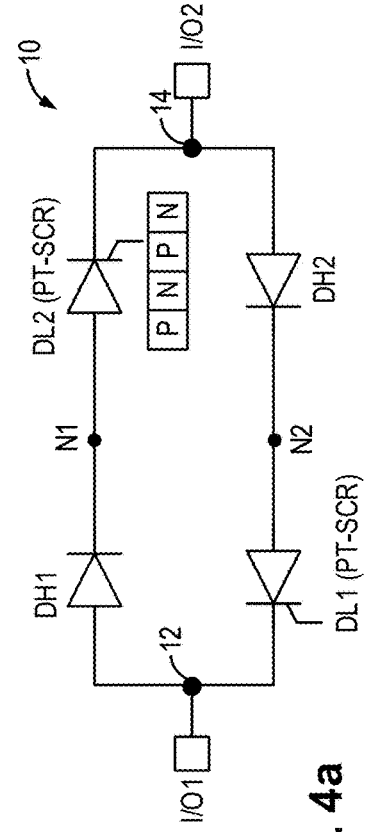 10
I/O1
12
14
I/O2
DH1
N1
DL2 (PT-SCR)
P N P N
DL1 (PT-SCR)
N2
DH2
. 4a